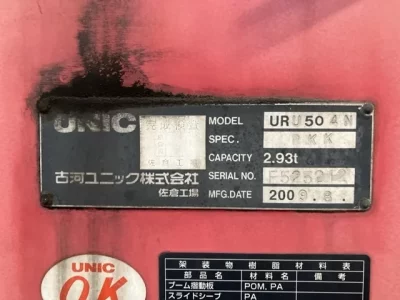 UNIC
古河ユニック株式会社
佐倉工場
MODEL URU504N
SPEC. KK
CAPACITY 2.93t
SERIAL NO.
MFG.DATE 2009.8.
UNIC
O.K
架装物樹脂材料表
部品名 材料名 備考
ブーム摺動板 POM, PA
スライドシーブ PA